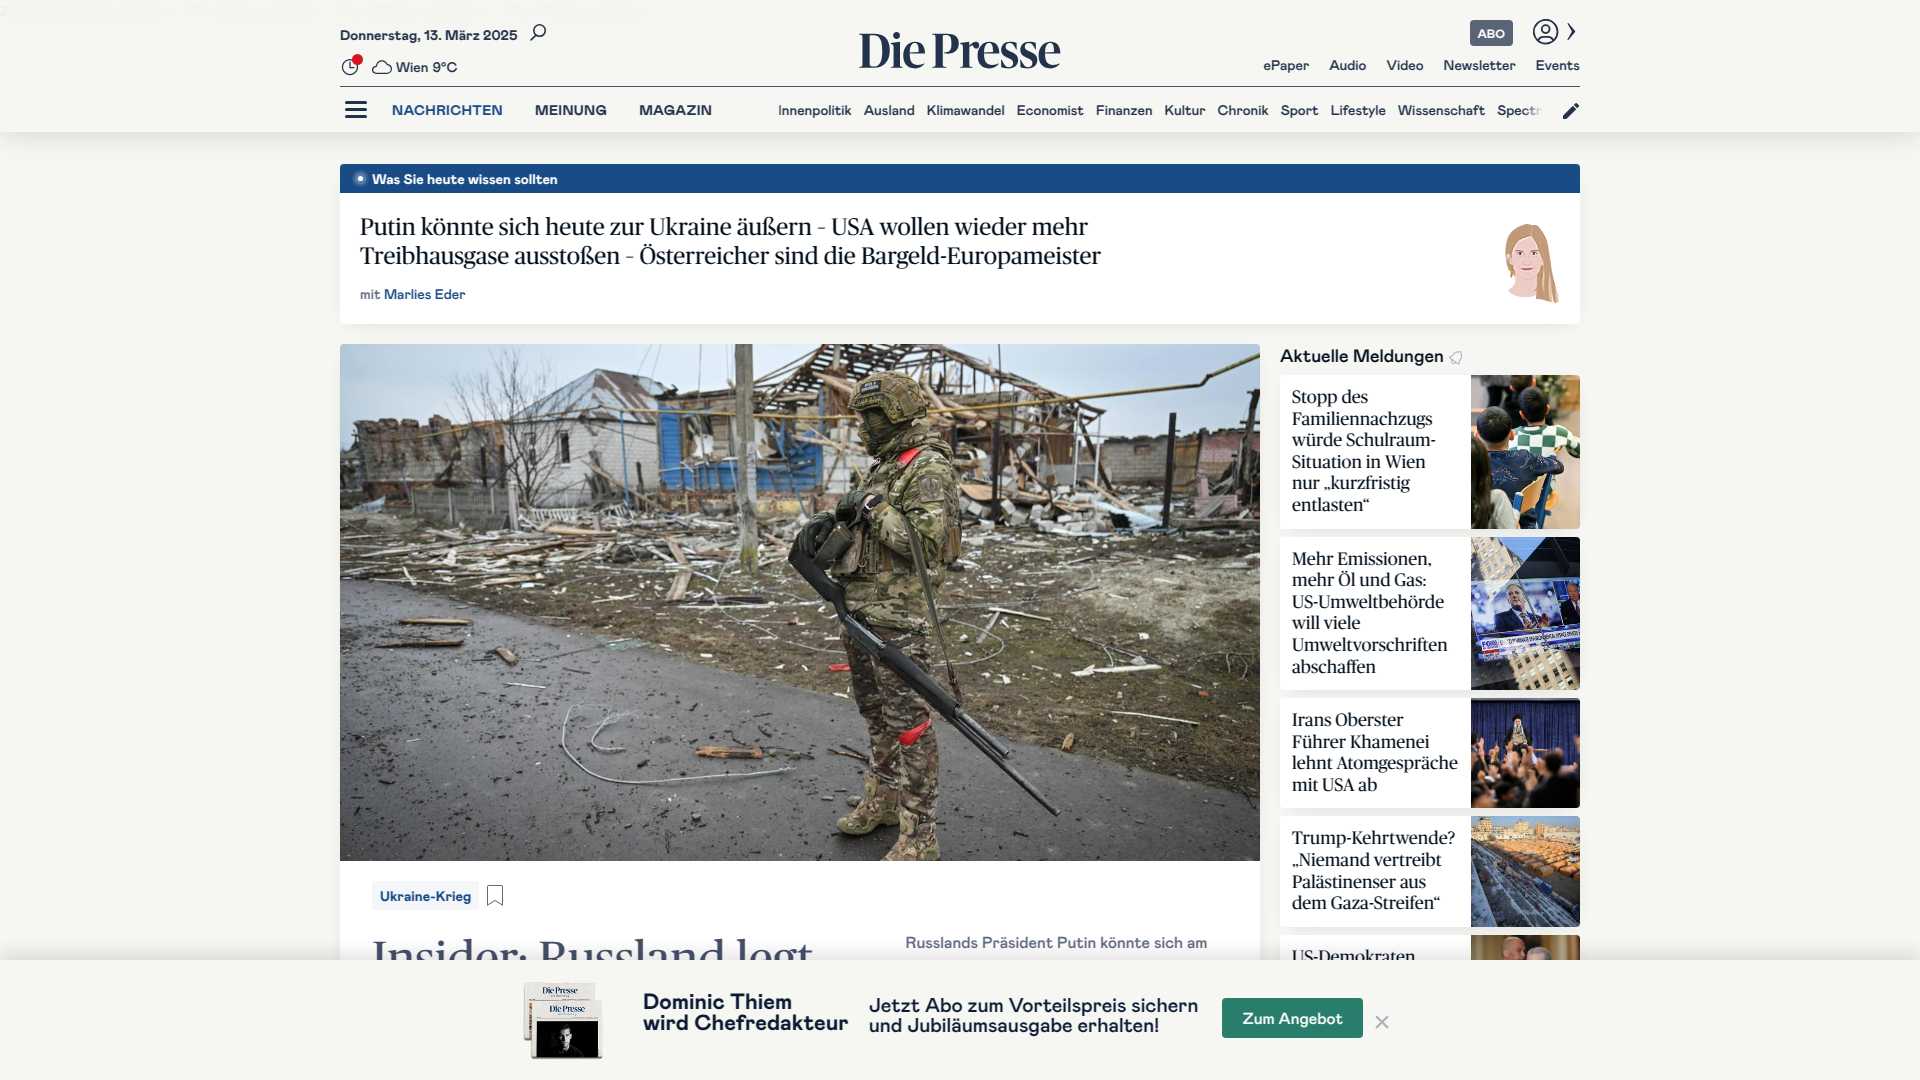 Donnerstag, 13. März 2025
Wien 9°C
Die Presse
ABO
ePaper Audio Video Newsletter Events
NACHRICHTEN MEINUNG MAGAZIN
Innenpolitik Ausland Klimawandel Economist Finanzen Kultur Chronik Sport Lifestyle Wissenschaft
Was Sie heute wissen sollten
Putin könnte sich heute zur Ukraine äußern – USA wollen wieder mehr
Treibhausgase ausstoßen – Österreicher sind die Bargeld-Europameister
mit Marlies Eder
Ukraine-Krieg
Insider: Russland legt
Russlands Präsident Putin könnte sich am
Aktuelle Meldungen
Stopp des
Familiennachzugs
würde Schulraum-
Situation in Wien
nur „kurzfristig
entlasten“
Mehr Emissionen,
mehr Öl und Gas:
US-Umweltbehörde
will viele
Umweltvorschriften
abschaffen
Irans Oberster
Führer Khamenei
lehnt Atomgespräche
mit USA ab
Trump-Kehrtwende?
„Niemand vertreibt
Palästinenser aus
dem Gaza-Streifen“
US-Demokraten
Die Presse
Die Presse
Dominic Thiem
wird Chefredakteur
Jetzt Abo zum Vorteilspreis sichern
und Jubiläumsausgabe erhalten!
Zum Angebot